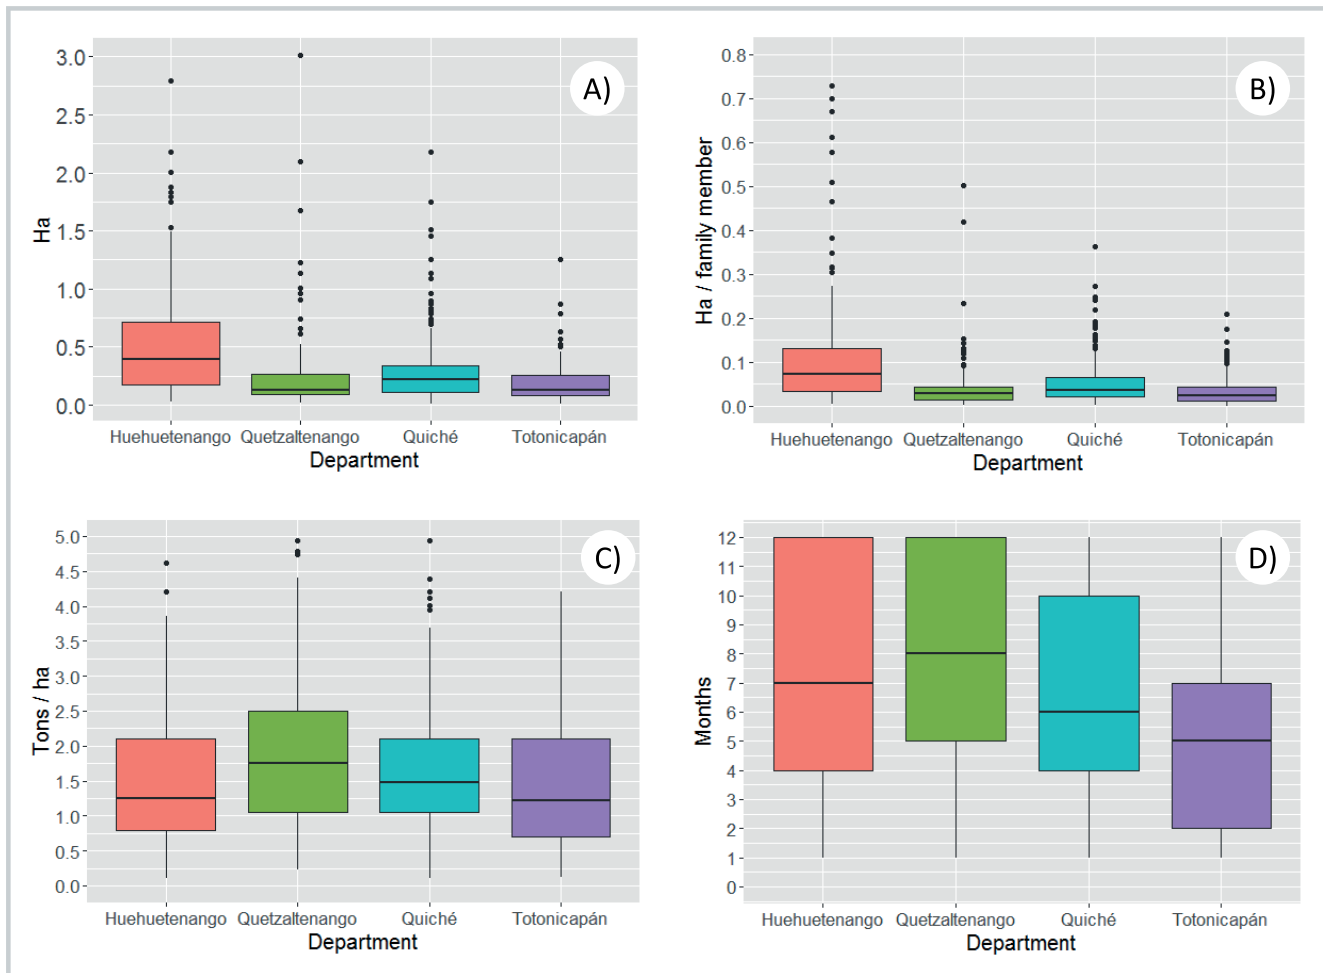 A)
Ha
3.0
2.5
2.0
1.5
1.0
0.5
0.0
Huehuetenango Quetzaltenango Quiché Totonicapán
Department
B)
Ha / family member
0.8
0.7
0.6
0.5
0.4
0.3
0.2
0.1
0.0
Huehuetenango Quetzaltenango Quiché Totonicapán
Department
C)
Tons / ha
5.0
4.5
4.0
3.5
3.0
2.5
2.0
1.5
1.0
0.5
0.0
Huehuetenango Quetzaltenango Quiché Totonicapán
Department
D)
Months
12
11
10
9
8
7
6
5
4
3
2
1
0
Huehuetenango Quetzaltenango Quiché Totonicapán
Department